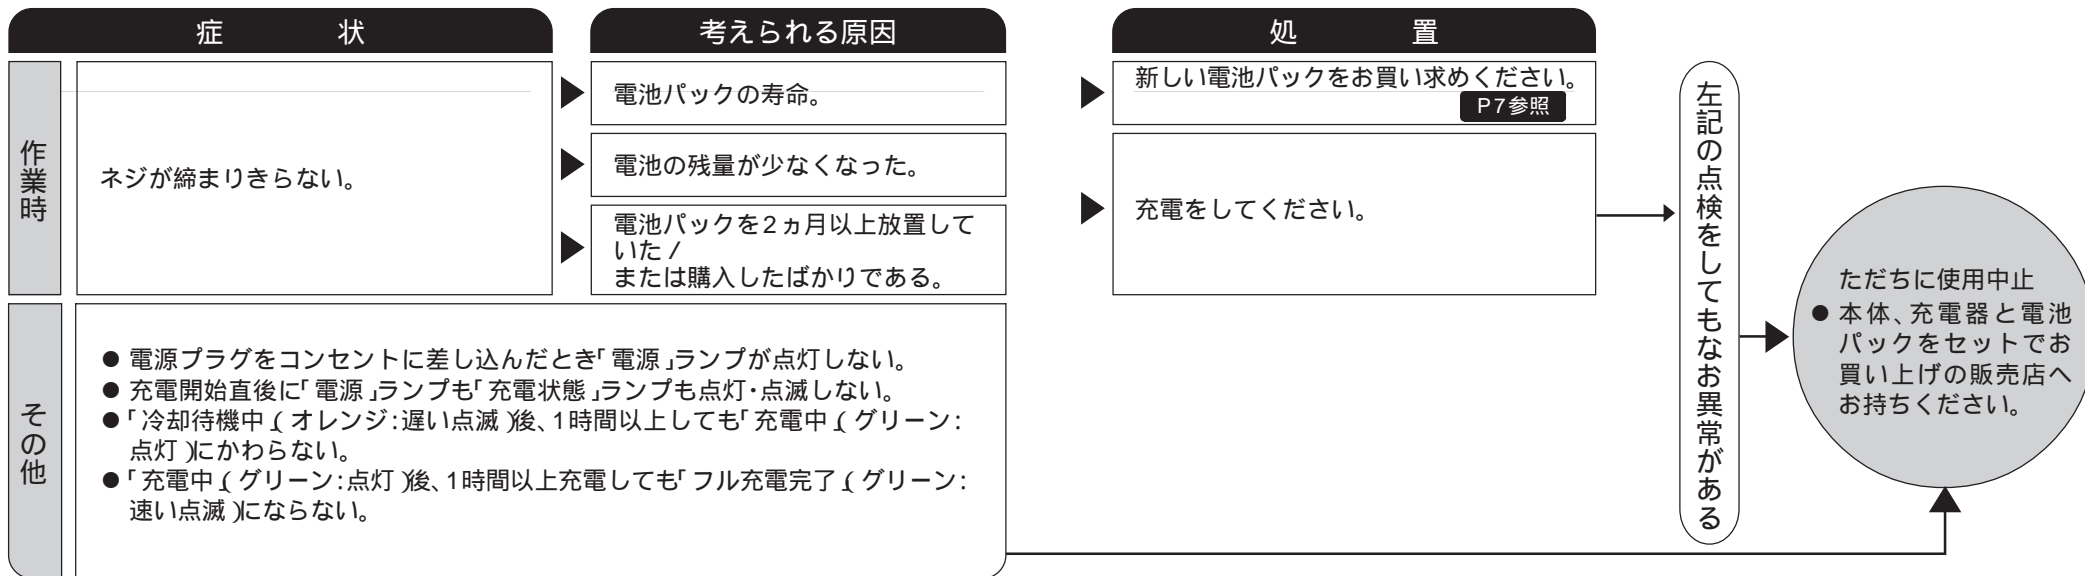 症状
考えられる原因
処置
作業時
ネジが締まりきらない。
電池パックの寿命。
新しい電池パックをお買い求めください。
P7参照
電池の残量が少なくなった。
電池パックを2ヵ月以上放置して
いた/
または購入したばかりである。
充電をしてください。
左記の点検をしてもなお異常がある
その他
● 電源プラグをコンセントに差し込んだとき「電源」ランプが点灯しない。
● 充電開始直後に「電源」ランプも「充電状態」ランプも点灯・点滅しない。
●「冷却待機中(オレンジ:遅い点滅)後、1時間以上しても「充電中(グリーン:
点灯)にかわらない。
●「充電中(グリーン:点灯)後、1時間以上充電しても「フル充電完了(グリーン:
速い点滅)にならない。
ただちに使用中止
● 本体、充電器と電池
パックをセットでお
買い上げの販売店へ
お持ちください。